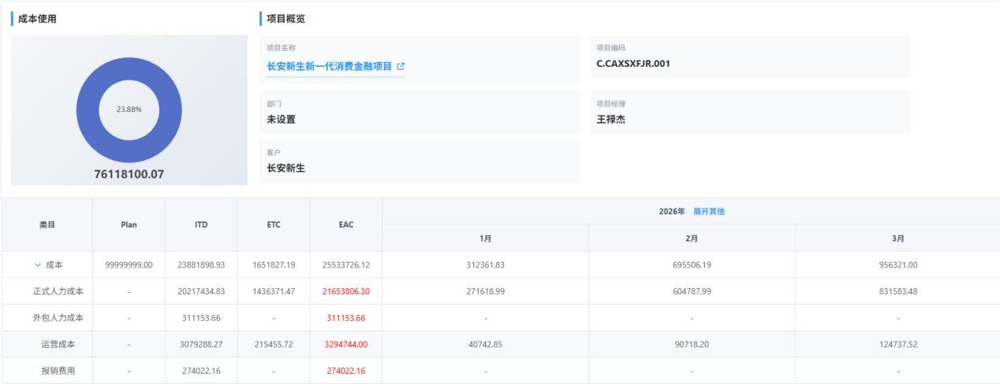 成本使用
项目概览
23.88%
76118100.07
项目名称
长安新生新一代消费金融项目
项目编码
C.CAXSXFJR.001
部门
未设置
项目经理
王禄杰
客户
长安新生
类目 Plan ITD ETC EAC 2026年 展开其他
1月 2月 3月
成本 99999999.00 23881898.93 1651827.19 25533726.12 312361.83 695506.19 956321.00
正式人力成本 - 20217434.83 1436371.47 21653806.30 271618.99 604787.99 831583.48
外包人力成本 - 311153.66 - 311153.66 - - -
运营成本 - 3079288.27 215455.72 3294744.00 40742.85 90718.20 124737.52
报销费用 - 274022.16 - 274022.16 - - -